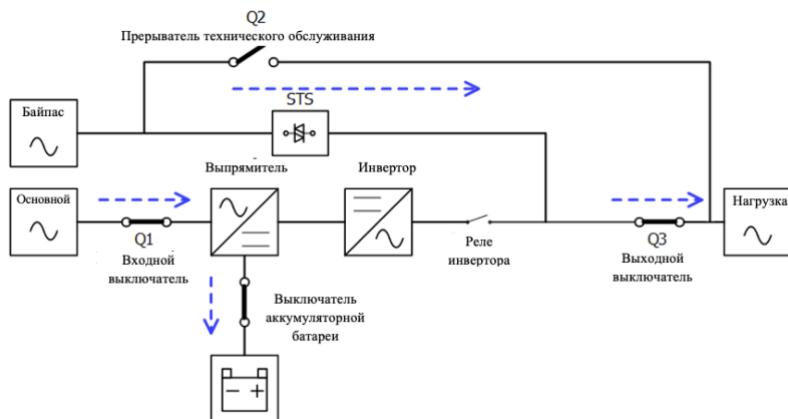 Q2
Прерыватель технического обслуживания
STS
Байпас
Выпрямитель
Инвертор
Основной
Нагрузка
Q1
Входной
выключатель
Реле
инвертора
Q3
Выходной
выключатель
Выключатель
аккумуляторной
батареи